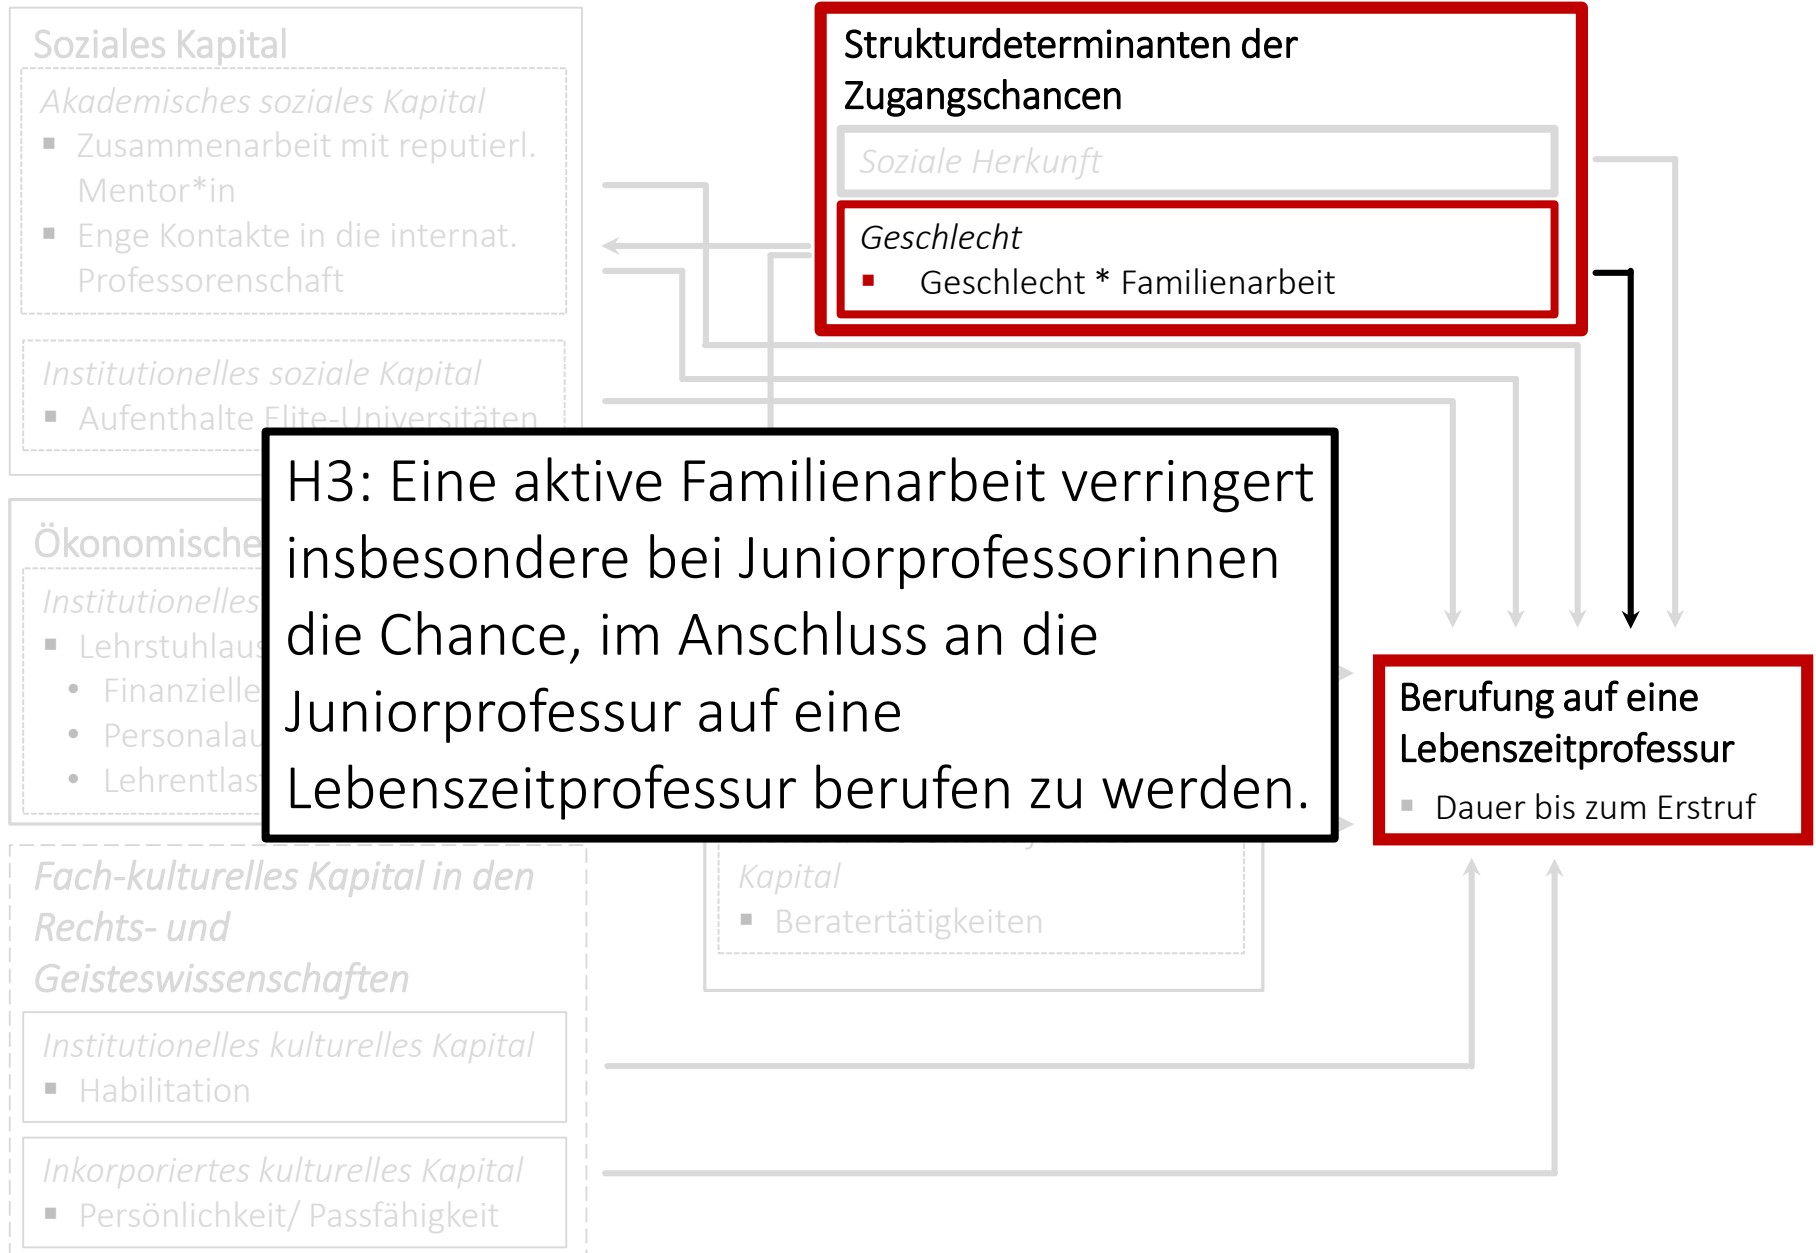 Soziales Kapital
Akademisches soziales Kapital
▪ Zusammenarbeit mit reputierl.
Mentor*in
▪ Enge Kontakte in die internat.
Professorenschaft
Institutionelles soziale Kapital
▪ Aufenthalte Elite-Universitäten
Strukturdeterminanten der
Zugangschancen
Soziale Herkunft
Geschlecht
▪ Geschlecht * Familienarbeit
Ökonomische
Institutionelles
▪ Lehrstuhlaus
• Finanzielle
• Personalau
• Lehrentlas
H3: Eine aktive Familienarbeit verringert
insbesondere bei Juniorprofessorinnen
die Chance, im Anschluss an die
Juniorprofessur auf eine
Lebenszeitprofessur berufen zu werden.
Berufung auf eine
Lebenszeitprofessur
▪ Dauer bis zum Erstruf
Kapital
▪ Beratertätigkeiten
Fach-kulturelles Kapital in den
Rechts- und
Geisteswissenschaften
Institutionelles kulturelles Kapital
▪ Habilitation
Inkorporiertes kulturelles Kapital
▪ Persönlichkeit/ Passfähigkeit